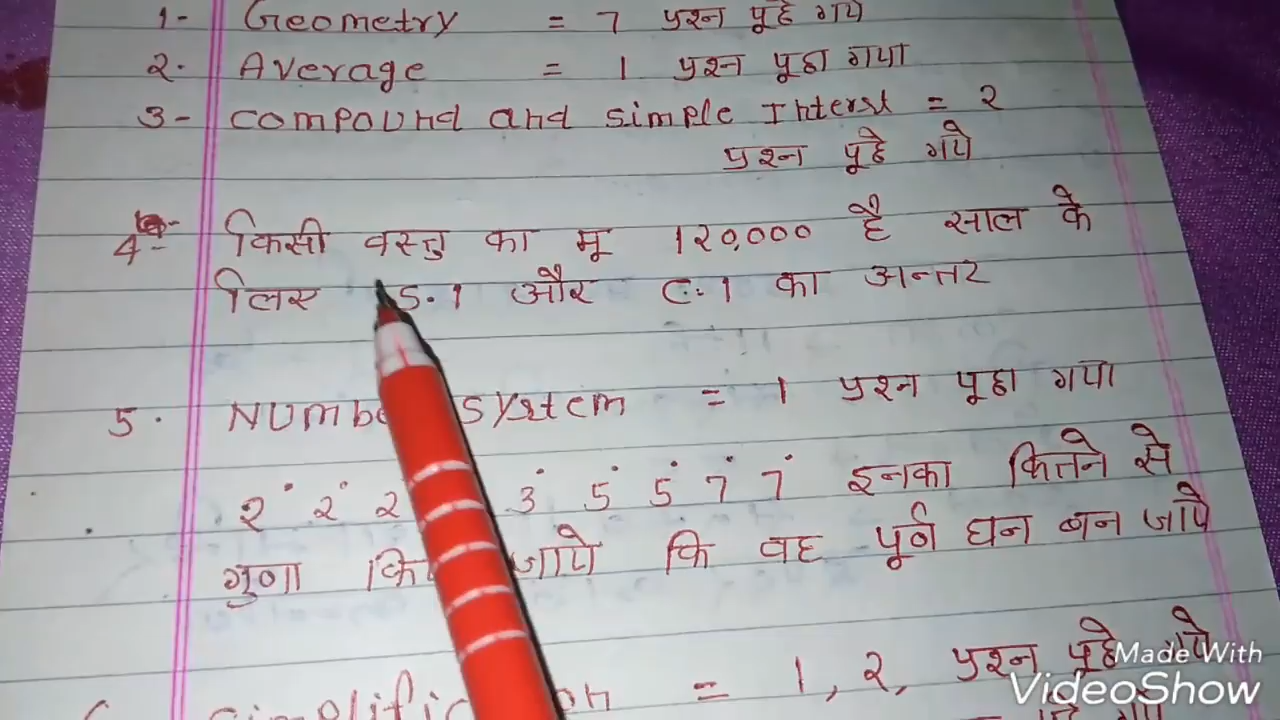 1- Geometry = 7 प्रश्न पूछे गये
2. Average = 1 प्रश्न पूछा गया
3- compound and simple Interst = 2
प्रश्न पूछे गये
4- किसी वस्तु का मू 120,000 है साल के
लिए S.I और C.I का अन्तर
5. Number system = 1 प्रश्न पूछा गया
2 2 2 3 5 5 7 7 इनका कितने से
गुणा जाये कि वह पूर्ण घन बन जाये
= 1, 2, प्रश्न पूछे गये
Made With
VideoShow